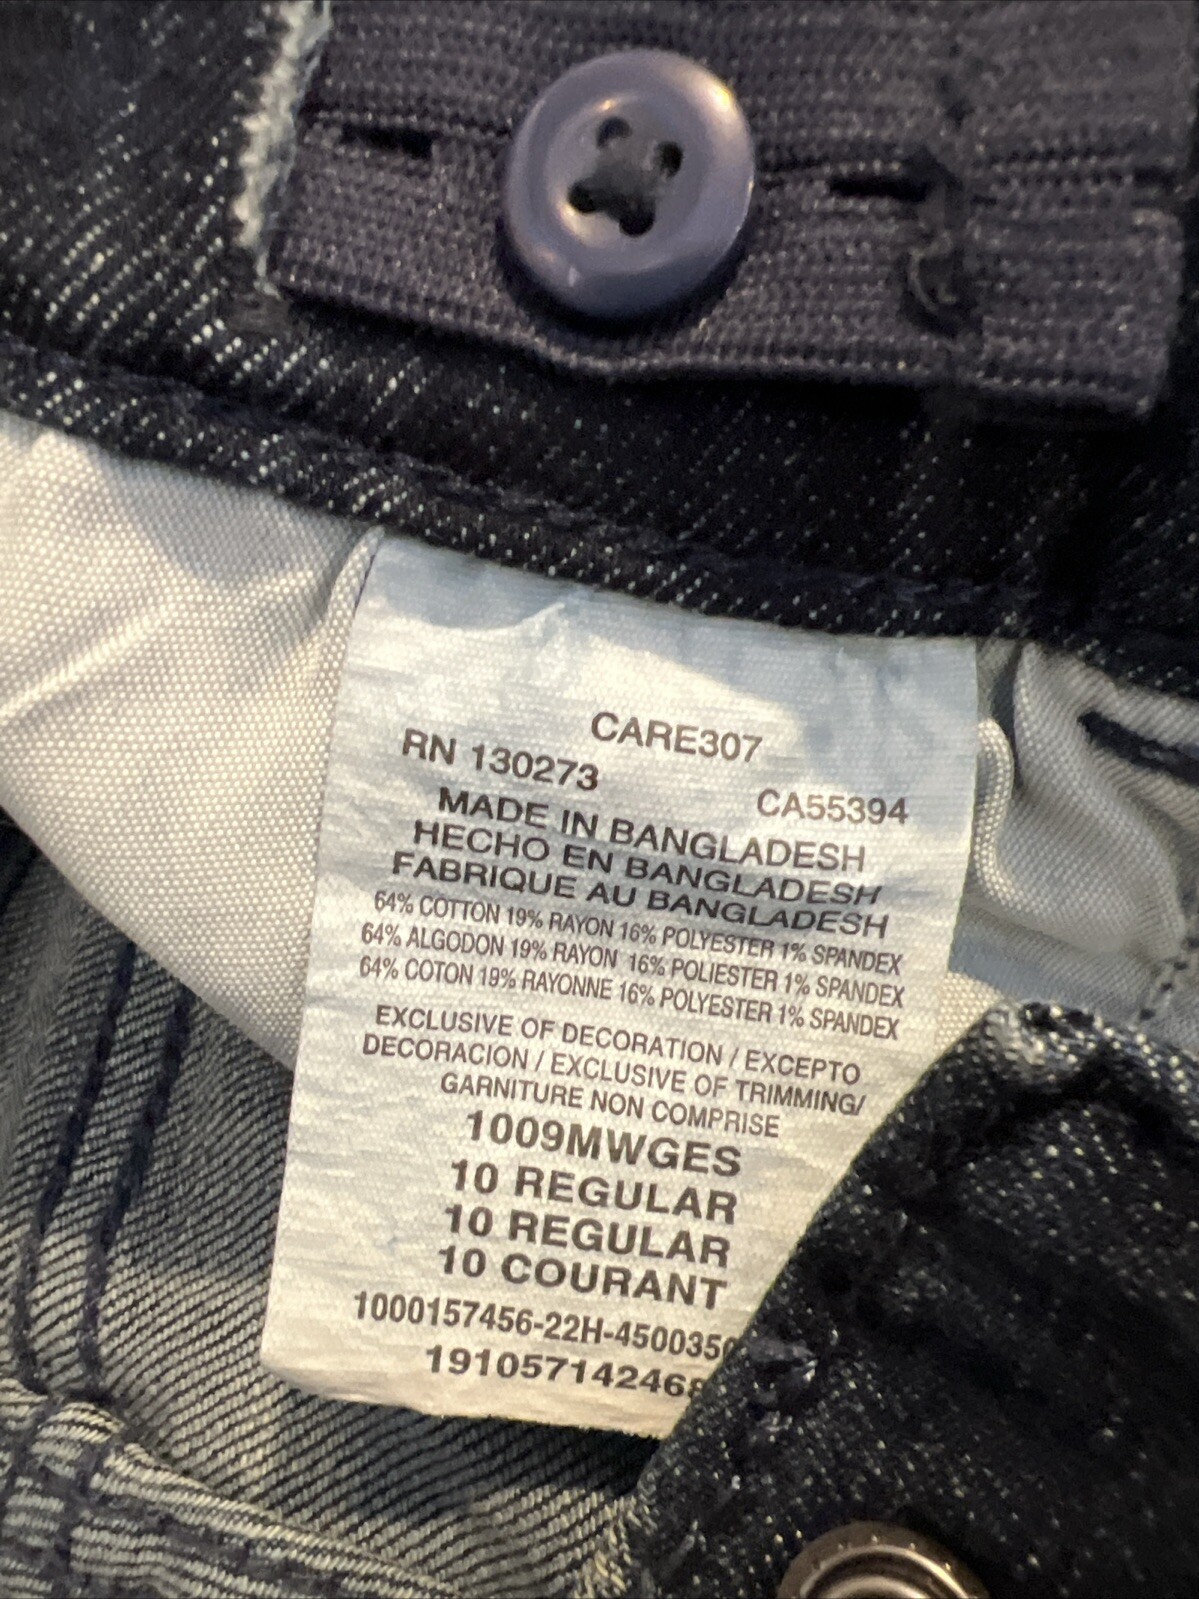 CARE307
RN 130273
CA55394
MADE IN BANGLADESH
HECHO EN BANGLADESH
FABRIQUE AU BANGLADESH
64% COTTON 19% RAYON 16% POLYESTER 1% SPANDEX
64% ALGODON 19% RAYON 16% POLIESTER 1% SPANDEX
64% COTON 19% RAYONNE 16% POLYESTER 1% SPANDEX
EXCLUSIVE OF DECORATION / EXCEPTO
DECORACION / EXCLUSIVE OF TRIMMING/
GARNITURE NON COMPRISE
1009MWGES
10 REGULAR
10 REGULAR
10 COURANT